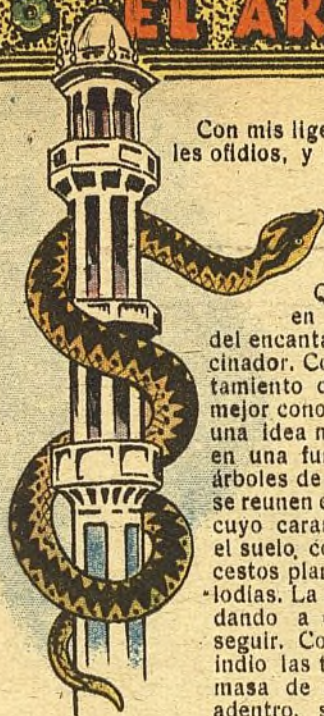 EL AR
Con mis lige
les ofidios, y
en
del encanta
cinador. Co
tamiento
mejor cono
una idea
en una fu
árboles de
se reunen
cuyo cara
el suelo, c
cestos pla
lodías. La
dando a
seguir. Co
indio las
masa de
adentro, s